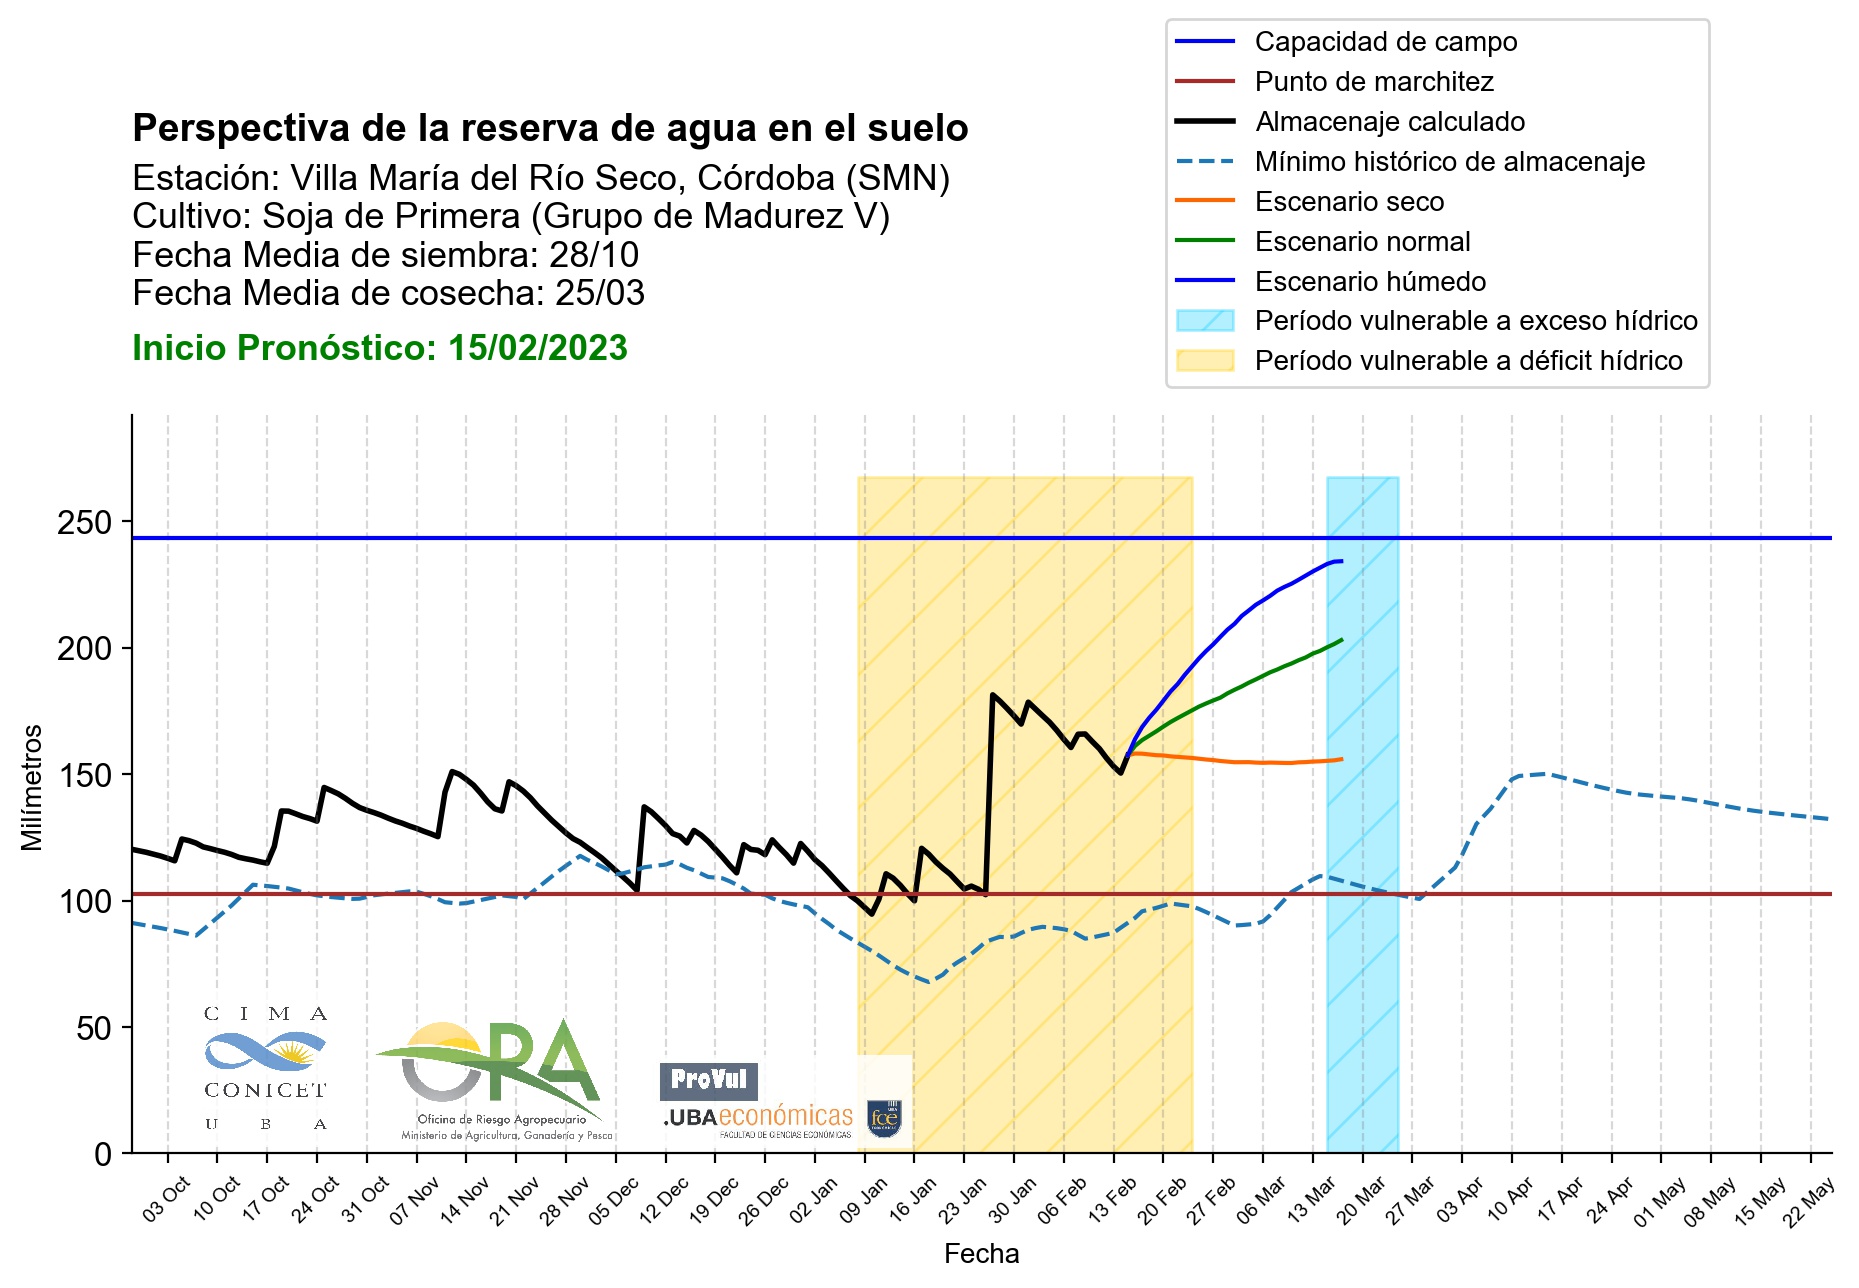 Capacidad de campo
Punto de marchitez
Almacenaje calculado
Mínimo histórico de almacenaje
Escenario seco
Escenario normal
Escenario húmedo
Período vulnerable a exceso hídrico
Período vulnerable a déficit hídrico
Perspectiva de la reserva de agua en el suelo
Estación: Villa María del Río Seco, Córdoba (SMN)
Cultivo: Soja de Primera (Grupo de Madurez V)
Fecha Media de siembra: 28/10
Fecha Media de cosecha: 25/03
Inicio Pronóstico: 15/02/2023
250
200
150
100
50
0
Milímetros
CIMA
CONICET
UBA
ORA
Oficina de Riesgo Agropecuario
Ministerio de Agricultura, Ganadería y Pesca
ProVul
.UBAeconómicas
FACULTAD DE CIENCIAS ECONÓMICAS
fce
03 Oct
10 Oct
17 Oct
24 Oct
31 Oct
07 Nov
14 Nov
21 Nov
28 Nov
05 Dec
12 Dec
19 Dec
26 Dec
02 Jan
09 Jan
16 Jan
23 Jan
30 Jan
06 Feb
13 Feb
20 Feb
27 Feb
06 Mar
13 Mar
20 Mar
27 Mar
03 Apr
10 Apr
17 Apr
24 Apr
01 May
08 May
15 May
22 May
Fecha